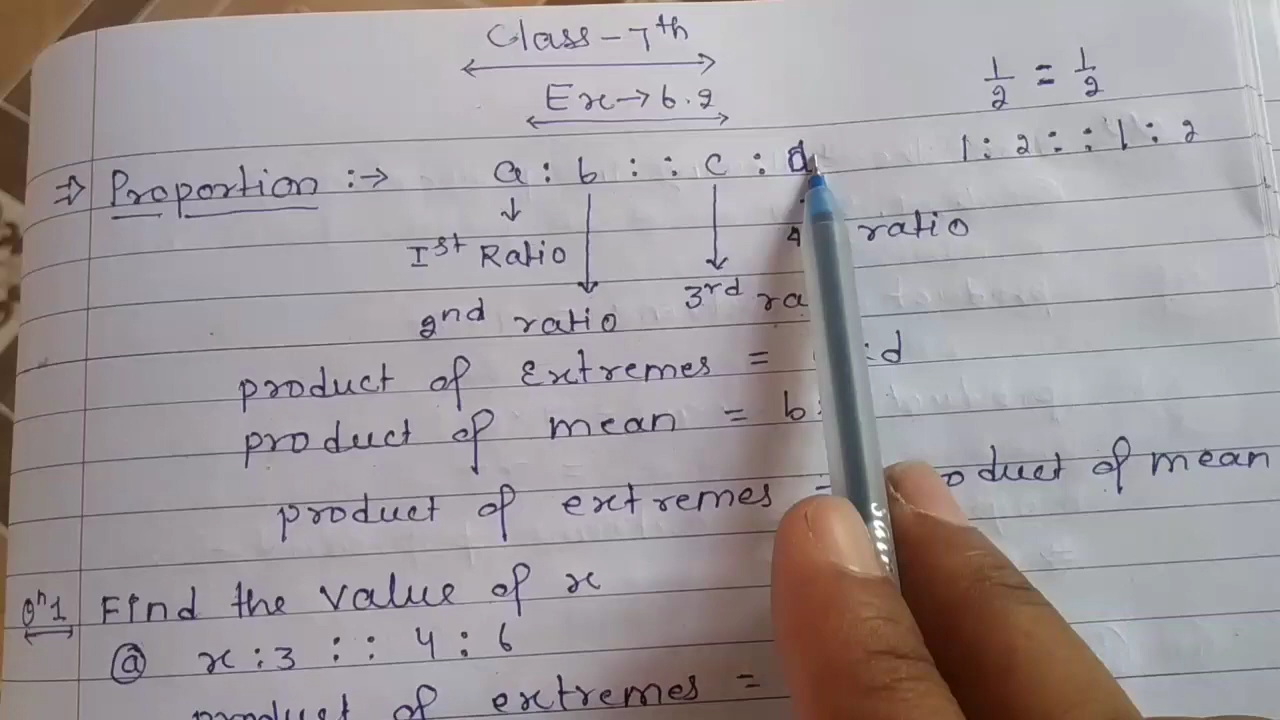 Class-7th
Ex→6.2
1/2 = 1/2
1 : 2 :: 1 : 2
⇒ Proportion :→ a : b :: c : d
Ist Ratio
ratio
2nd ratio
3rd
product of extremes =
product of mean = b
product of extremes = product of mean
Qn1 Find the value of x
ⓐ x : 3 :: 4 : 6
product of extremes =